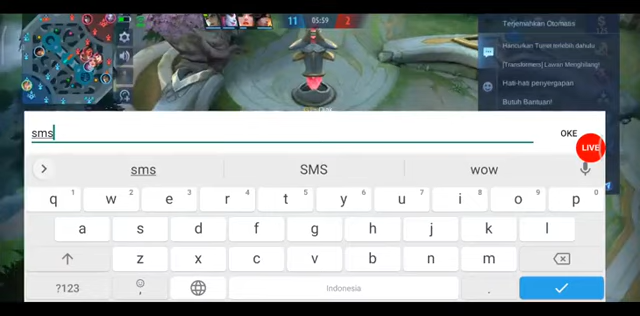 11 05:59 2
Terjemahkan Otomatis
Hancurkan Turret terlebih dahulu
[Transformers] Lawan Menghilang!
Hati-hati penyergapan
Butuh Bantuan!
sms OKE
LIVE
sms SMS wow
q 1 w 2 e 3 r 4 t 5 y 6 u 7 i 8 o 9 p 0
a s d f g h j k l
z x c v b n m
?123 , Indonesia .